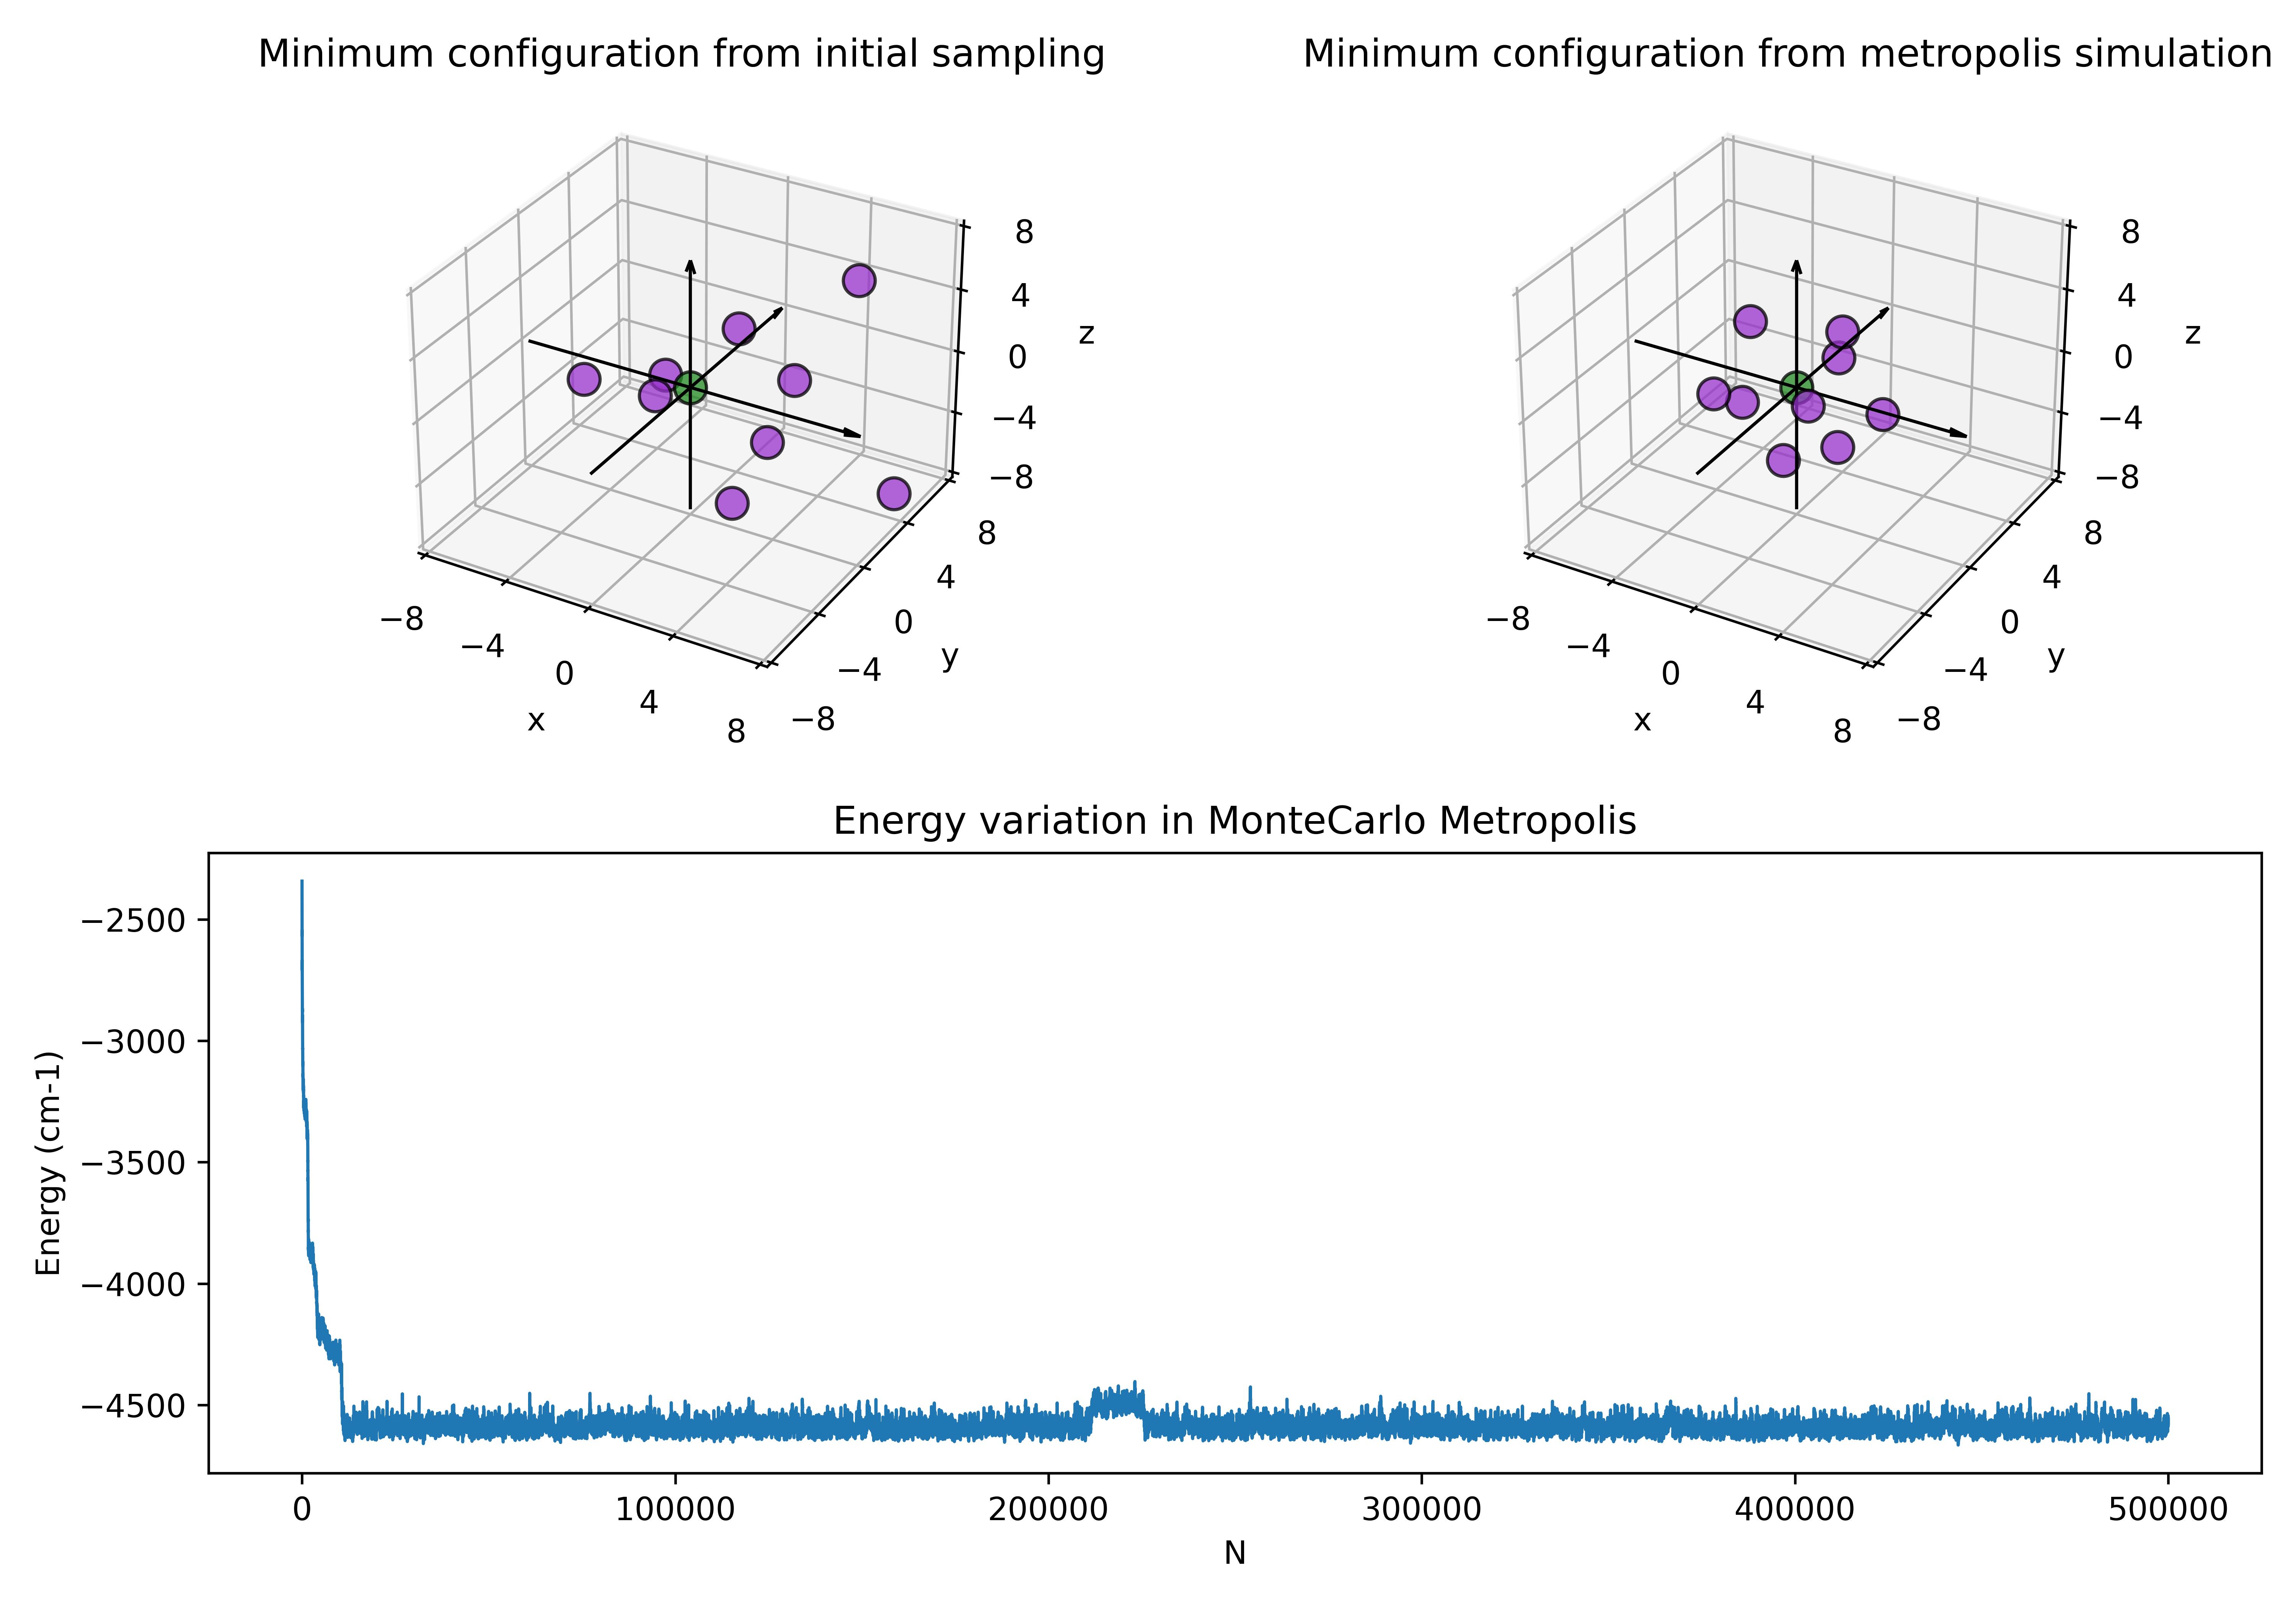 Minimum configuration from initial sampling
8
4
0
−4
−8
z
8
4
0
−4
−8
y
−8
−4
0
4
8
x
Minimum configuration from metropolis simulation
8
4
0
−4
−8
z
8
4
0
−4
−8
y
−8
−4
0
4
8
x
Energy variation in MonteCarlo Metropolis
−2500
−3000
−3500
−4000
−4500
Energy (cm-1)
0 100000 200000 300000 400000 500000
N